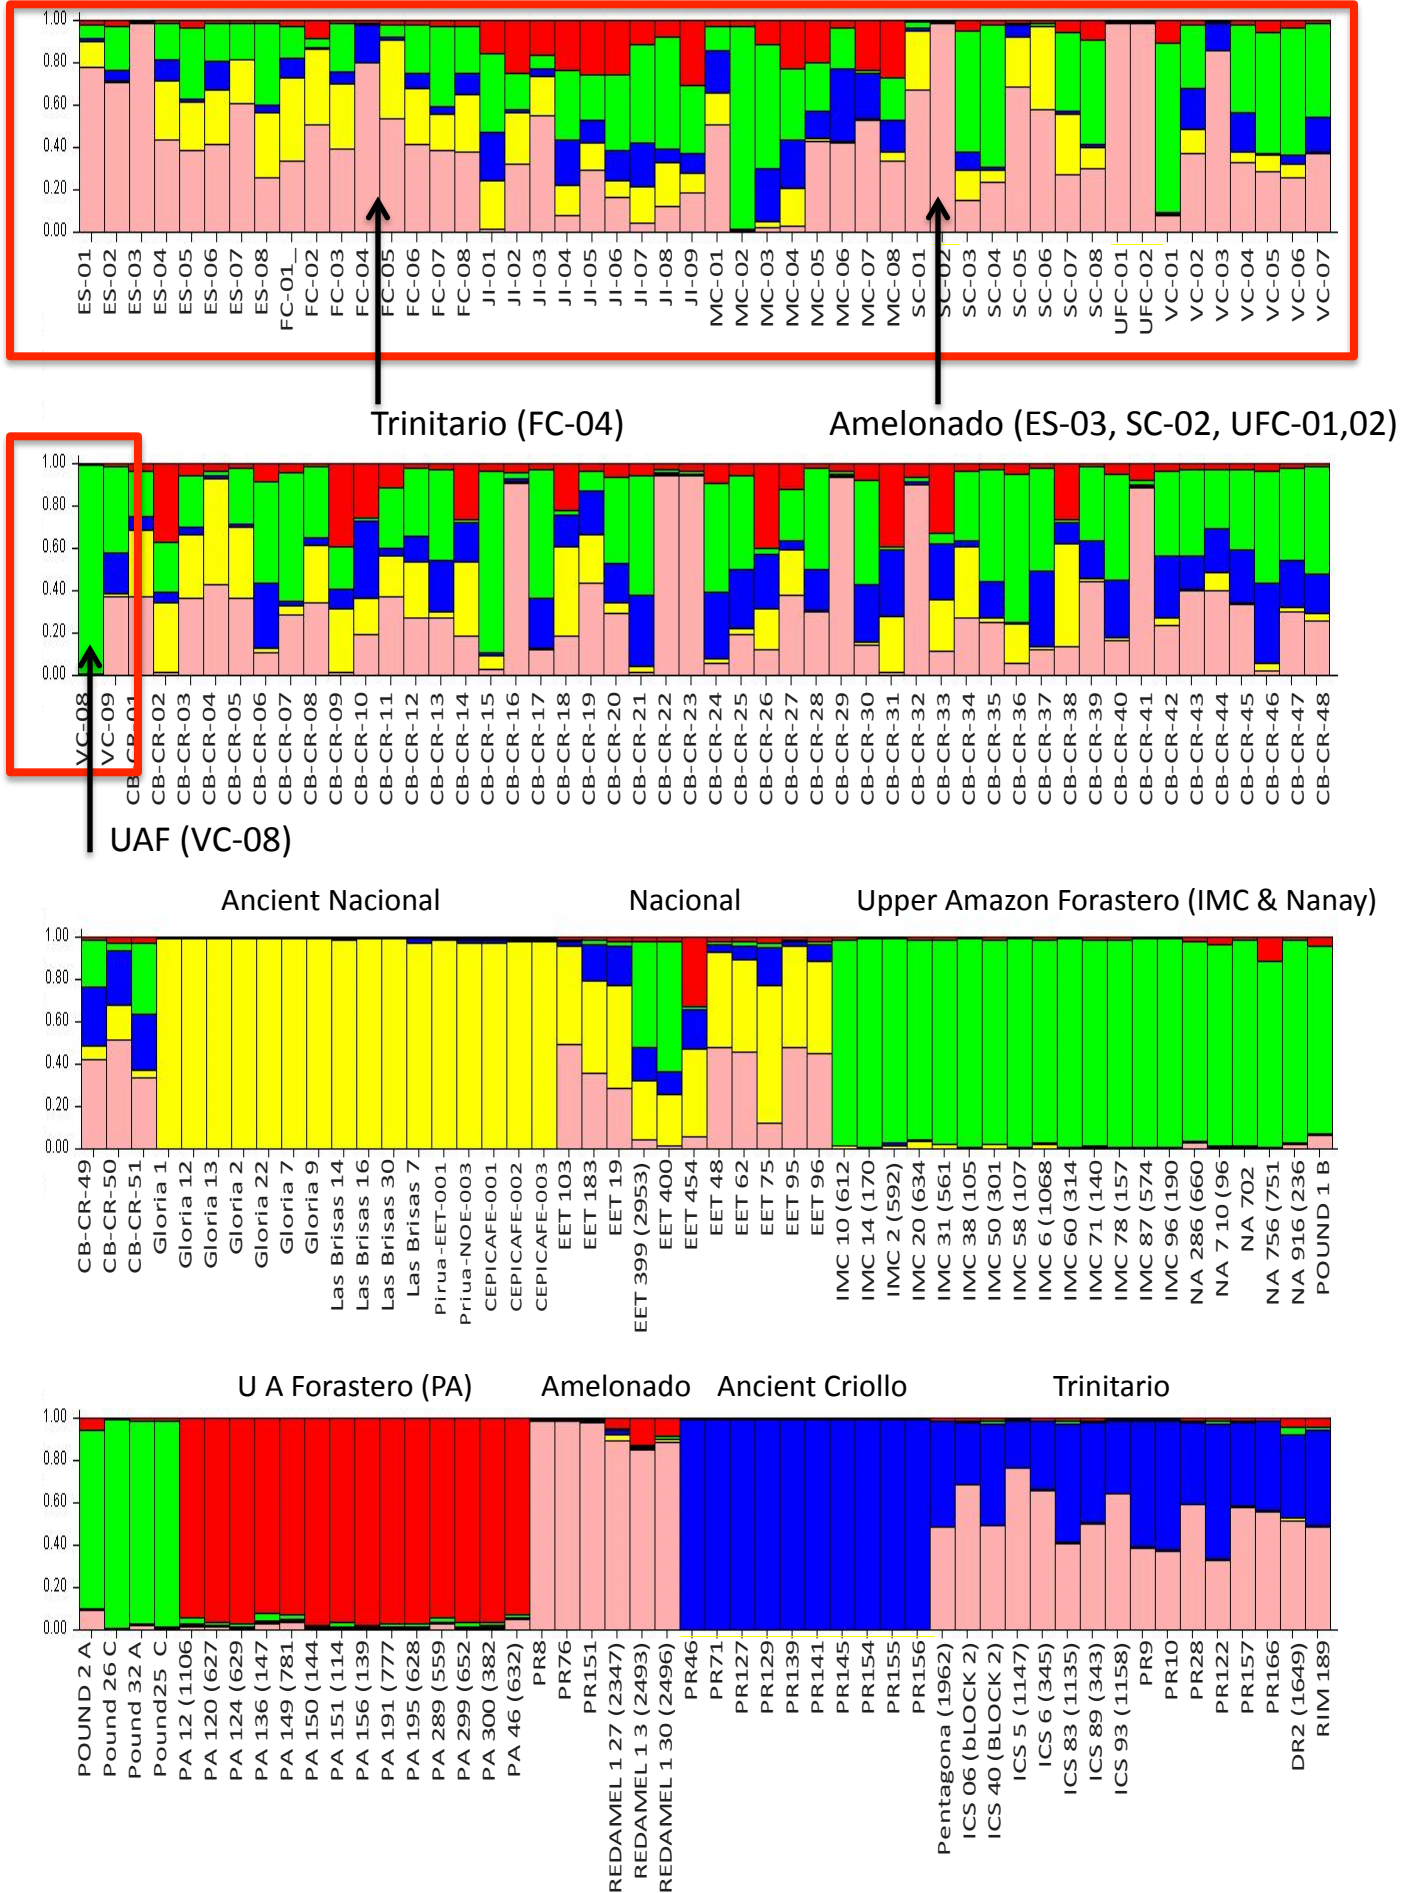 1.00
0.80
0.60
0.40
0.20
0.00
ES-01
ES-02
ES-03
ES-04
ES-05
ES-06
ES-07
ES-08
FC-01_
FC-02
FC-03
FC-04
FC-05
FC-06
FC-07
FC-08
JI-01
JI-02
JI-03
JI-04
JI-05
JI-06
JI-07
JI-08
JI-09
MC-01
MC-02
MC-03
MC-04
MC-05
MC-06
MC-07
MC-08
SC-01
SC-02
SC-03
SC-04
SC-05
SC-06
SC-07
SC-08
UFC-01
UFC-02
VC-01
VC-02
VC-03
VC-04
VC-05
VC-06
VC-07
Trinitario (FC-04)
Amelonado (ES-03, SC-02, UFC-01,02)
1.00
0.80
0.60
0.40
0.20
0.00
VC-08
VC-09
CB-CR-01
CB-CR-02
CB-CR-03
CB-CR-04
CB-CR-05
CB-CR-06
CB-CR-07
CB-CR-08
CB-CR-09
CB-CR-10
CB-CR-11
CB-CR-12
CB-CR-13
CB-CR-14
CB-CR-15
CB-CR-16
CB-CR-17
CB-CR-18
CB-CR-19
CB-CR-20
CB-CR-21
CB-CR-22
CB-CR-23
CB-CR-24
CB-CR-25
CB-CR-26
CB-CR-27
CB-CR-28
CB-CR-29
CB-CR-30
CB-CR-31
CB-CR-32
CB-CR-33
CB-CR-34
CB-CR-35
CB-CR-36
CB-CR-37
CB-CR-38
CB-CR-39
CB-CR-40
CB-CR-41
CB-CR-42
CB-CR-43
CB-CR-44
CB-CR-45
CB-CR-46
CB-CR-47
CB-CR-48
UAF (VC-08)
Ancient Nacional
Nacional
Upper Amazon Forastero (IMC & Nanay)
1.00
0.80
0.60
0.40
0.20
0.00
CB-CR-49
CB-CR-50
CB-CR-51
Gloria 1
Gloria 12
Gloria 13
Gloria 2
Gloria 22
Gloria 7
Gloria 9
Las Brisas 14
Las Brisas 16
Las Brisas 30
Las Brisas 7
Pirua-EET-001
Priua-NOE-003
CEPICAFE-001
CEPICAFE-002
CEPICAFE-003
EET 103
EET 183
EET 19
EET 399 (2953)
EET 400
EET 454
EET 48
EET 62
EET 75
EET 95
EET 96
IMC 10 (612
IMC 14 (170
IMC 2 (592)
IMC 20 (634
IMC 31 (561
IMC 38 (105
IMC 50 (301
IMC 58 (107
IMC 6 (1068
IMC 60 (314
IMC 71 (140
IMC 78 (157
IMC 87 (574
IMC 96 (190
NA 286 (660
NA 7 10 (96
NA 702
NA 756 (751
NA 916 (236
POUND 1 B
U A Forastero (PA)
Amelonado
Ancient Criollo
Trinitario
1.00
0.80
0.60
0.40
0.20
0.00
POUND 2 A
Pound 26 C
Pound 32 A
Pound25 C
PA 12 (1106
PA 120 (627
PA 124 (629
PA 136 (147
PA 149 (781
PA 150 (144
PA 151 (114
PA 156 (139
PA 191 (777
PA 195 (628
PA 289 (559
PA 299 (652
PA 300 (382
PA 46 (632)
PR8
PR76
PR151
REDAMEL 1 27 (2347)
REDAMEL 1 3 (2493)
REDAMEL 1 30 (2496)
PR46
PR71
PR127
PR129
PR139
PR141
PR145
PR154
PR155
PR156
Pentagona (1962)
ICS 06 (bLOCK 2)
ICS 40 (BLOCK 2)
ICS 5 (1147)
ICS 6 (345)
ICS 83 (1135)
ICS 89 (343)
ICS 93 (1158)
PR9
PR10
PR28
PR122
PR157
PR166
DR2 (1649)
RIM 189